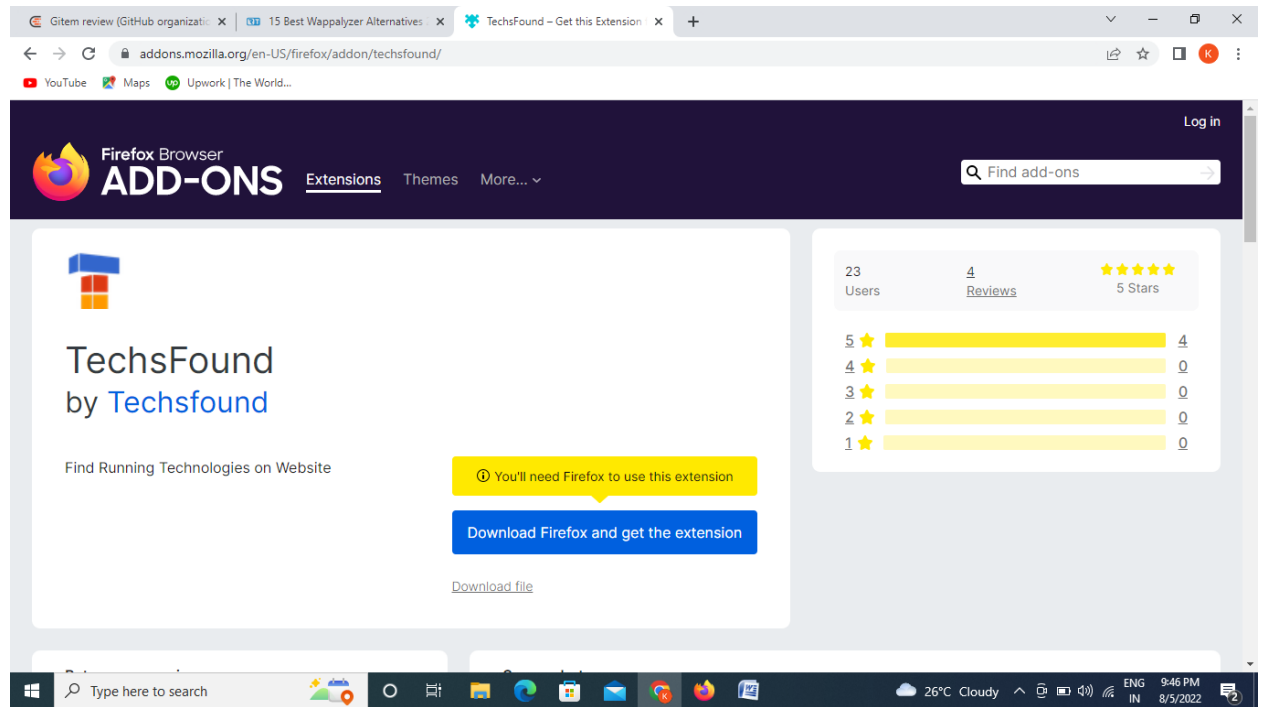 Gitem review (GitHub organizatio
15 Best Wappalyzer Alternatives
TechsFound – Get this Extension
addons.mozilla.org/en-US/firefox/addon/techsfound/
K
YouTube
Maps
Upwork | The World...
Log in
Firefox Browser
ADD-ONS
Extensions
Themes
More...
Find add-ons
23
Users
4
Reviews
5 Stars
5
4
4
0
3
0
2
0
1
0
TechsFound
by Techsfound
Find Running Technologies on Website
You'll need Firefox to use this extension
Download Firefox and get the extension
Download file
Type here to search
26°C Cloudy
ENG
IN
9:46 PM
8/5/2022
2